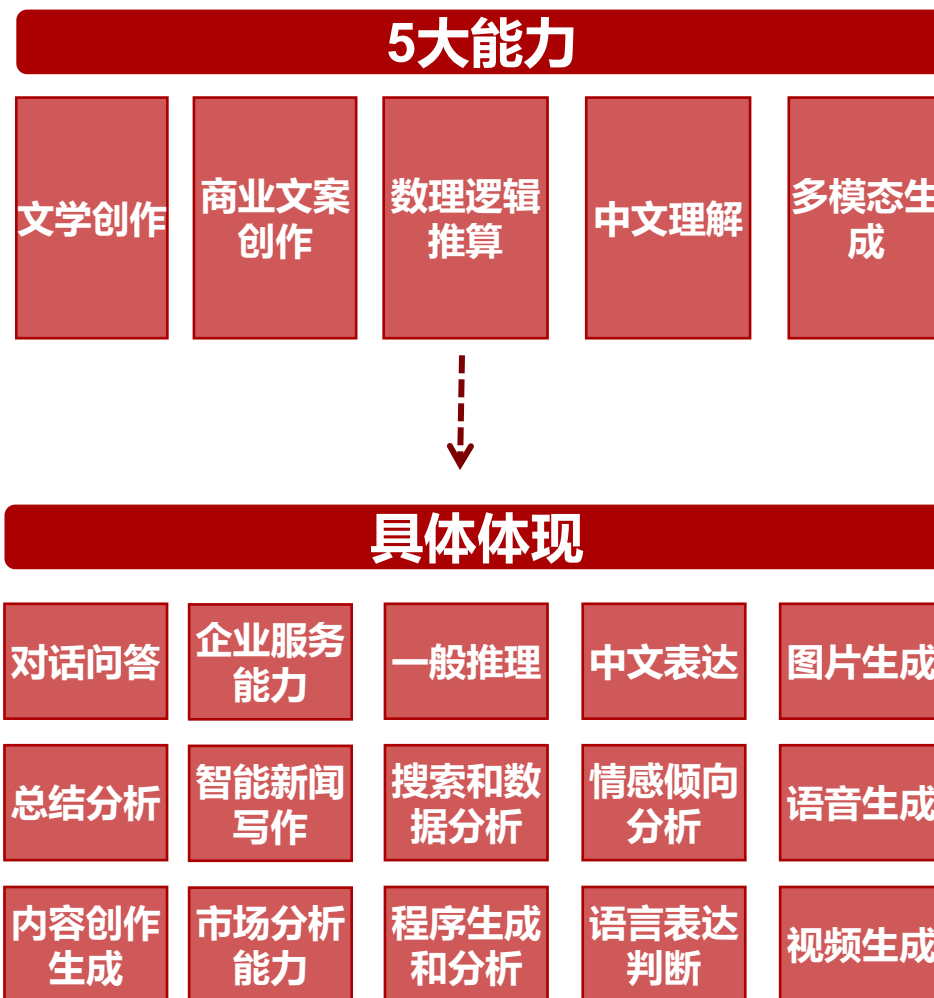 5大能力
文学创作
商业文案
创作
数理逻辑
推算
中文理解
多模态生
成
具体体现
对话问答
企业服务
能力
一般推理
中文表达
图片生成
总结分析
智能新闻
写作
搜索和数
据分析
情感倾向
分析
语音生成
内容创作
生成
市场分析
能力
程序生成
和分析
语言表达
判断
视频生成